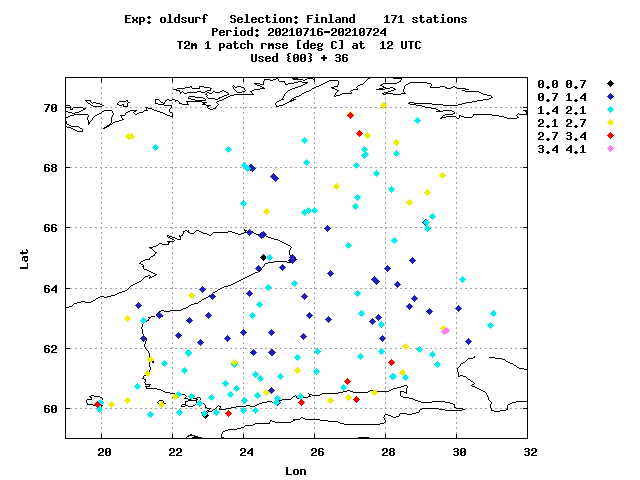 Exp: oldsurf   Selection: Finland    171 stations
Period: 20210716-20210724
T2m 1 patch rmse [deg C] at  12 UTC
Used {00} + 36
0.0 0.7
0.7 1.4
1.4 2.1
2.1 2.7
2.7 3.4
3.4 4.1
70
68
66
64
62
60
Lat
20 22 24 26 28 30 32
Lon